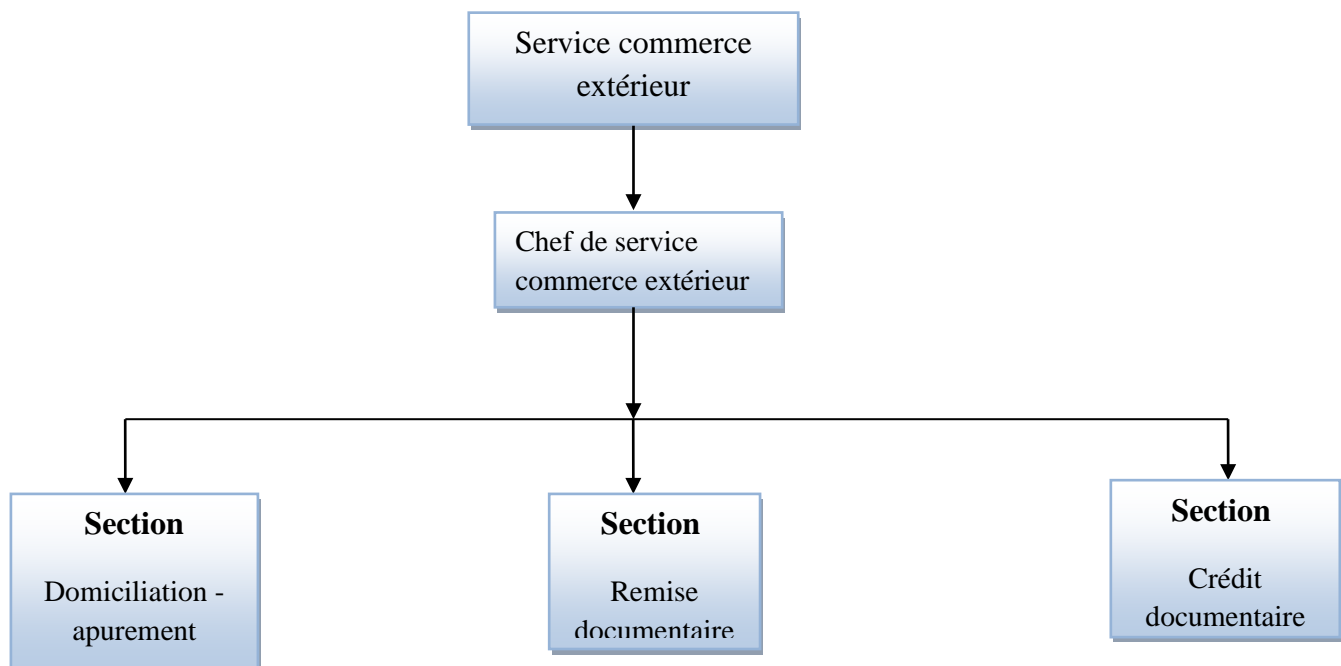 Service commerce
extérieur
Chef de service
commerce extérieur
Section
Domiciliation -
apurement
Section
Remise
documentaire
Section
Crédit
documentaire